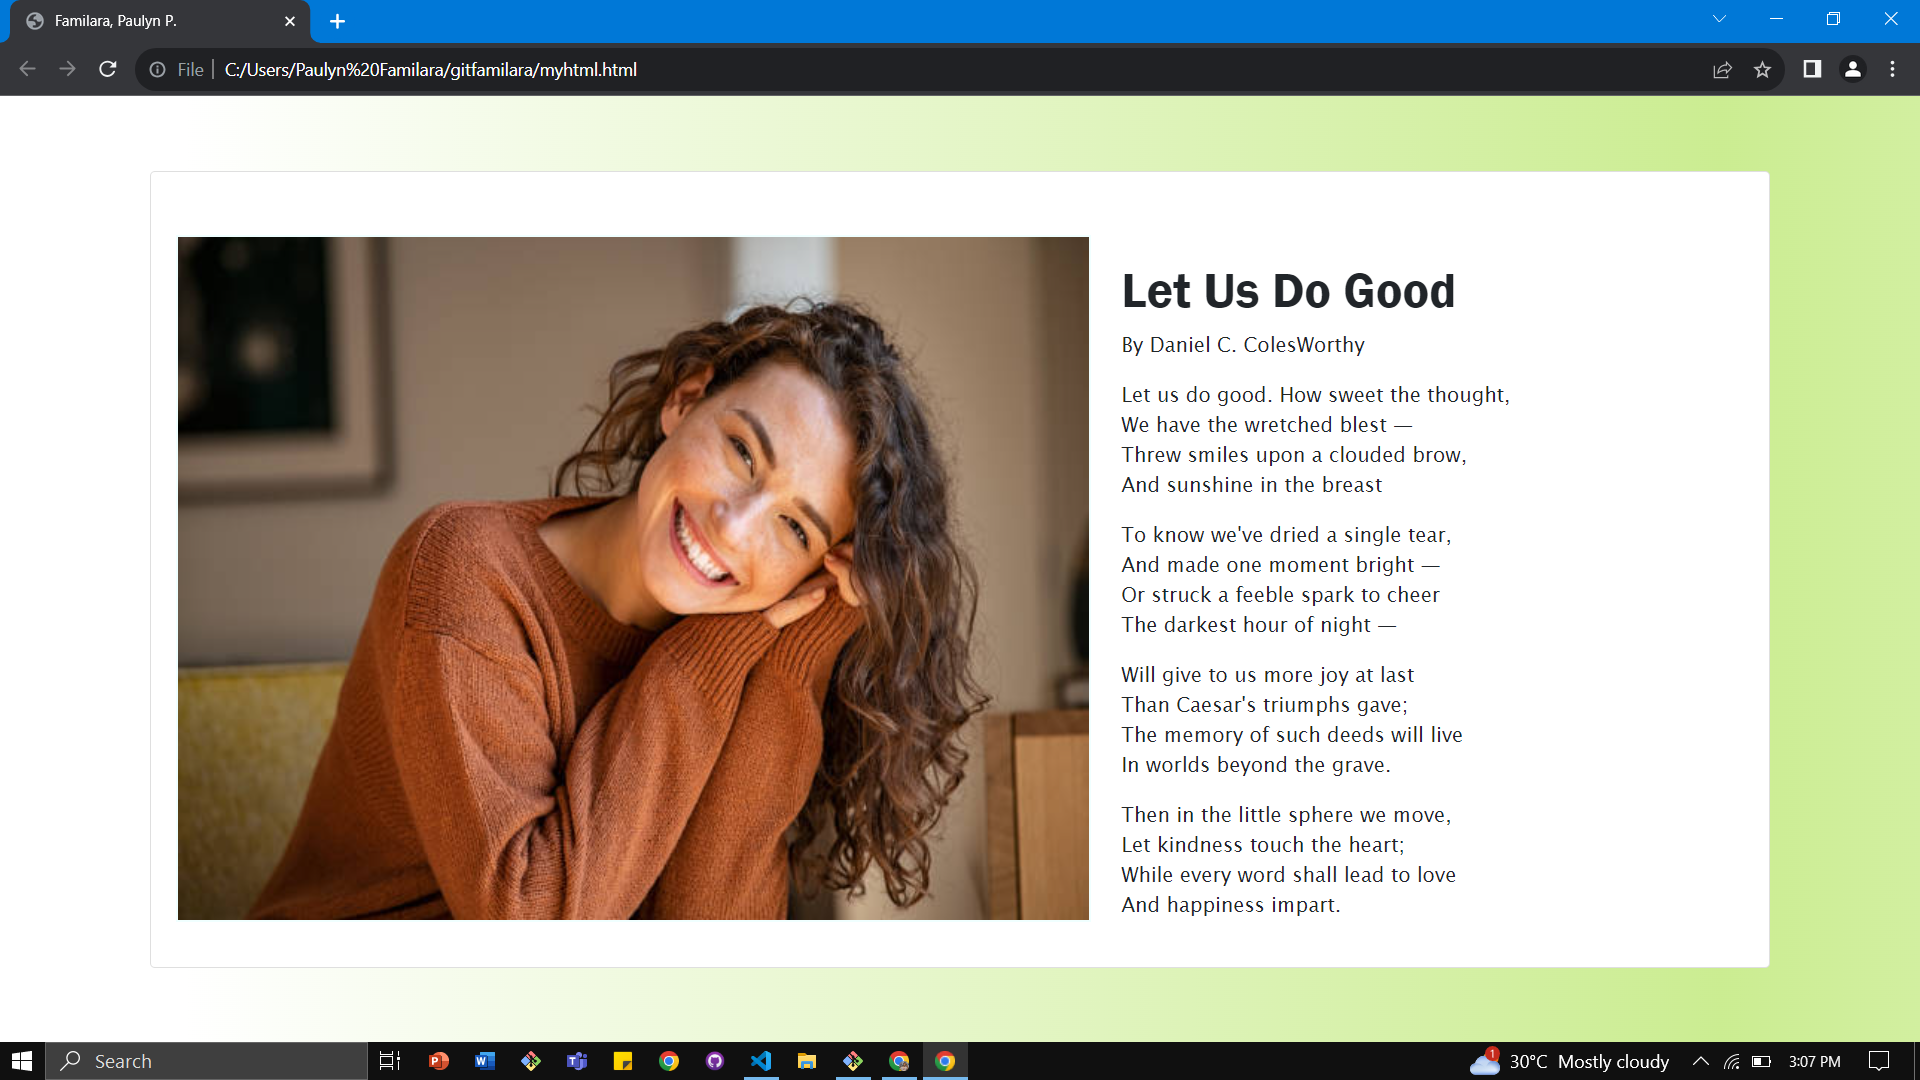 Familara, Paulyn P.
File
C:/Users/Paulyn%20Familara/gitfamilara/myhtml.html
Let Us Do Good
By Daniel C. ColesWorthy
Let us do good. How sweet the thought,
We have the wretched blest —
Threw smiles upon a clouded brow,
And sunshine in the breast
To know we've dried a single tear,
And made one moment bright —
Or struck a feeble spark to cheer
The darkest hour of night —
Will give to us more joy at last
Than Caesar's triumphs gave;
The memory of such deeds will live
In worlds beyond the grave.
Then in the little sphere we move,
Let kindness touch the heart;
While every word shall lead to love
And happiness impart.
Search
1
30°C Mostly cloudy
3:07 PM